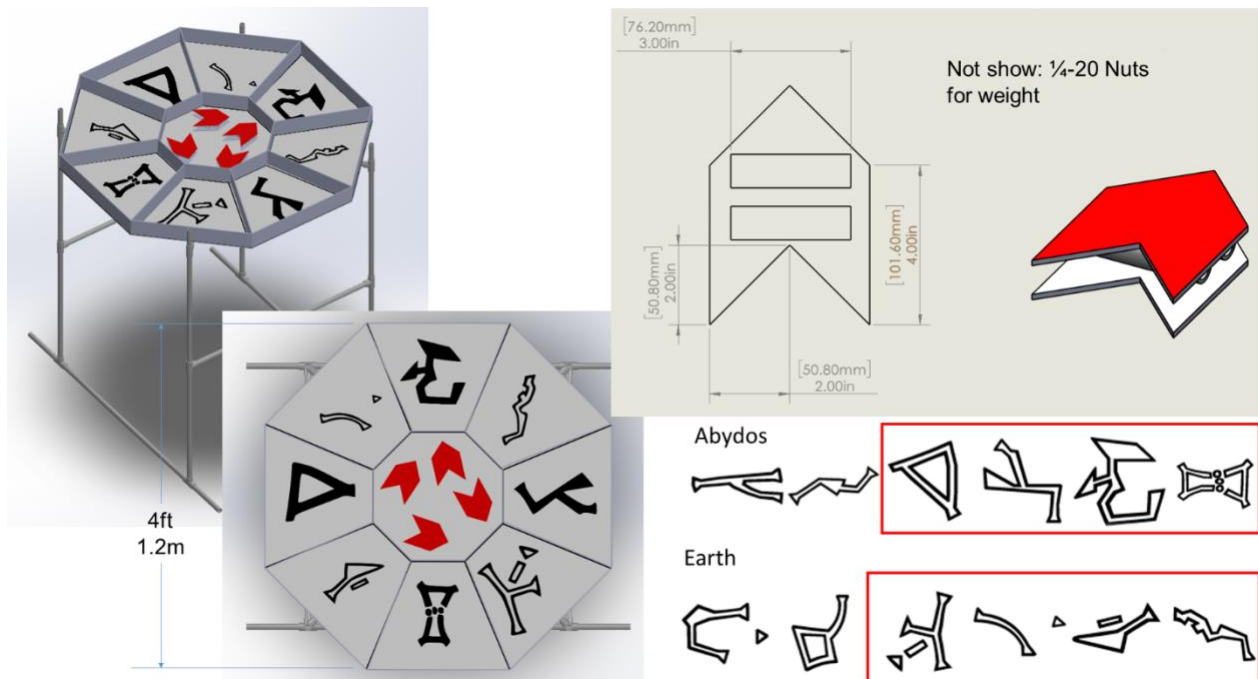 [76.20mm]
3.00in
Not show: ¼-20 Nuts
for weight
[50.80mm]
2.00in
[101.60mm]
4.00in
[50.80mm]
2.00in
4ft
1.2m
Abydos
Earth